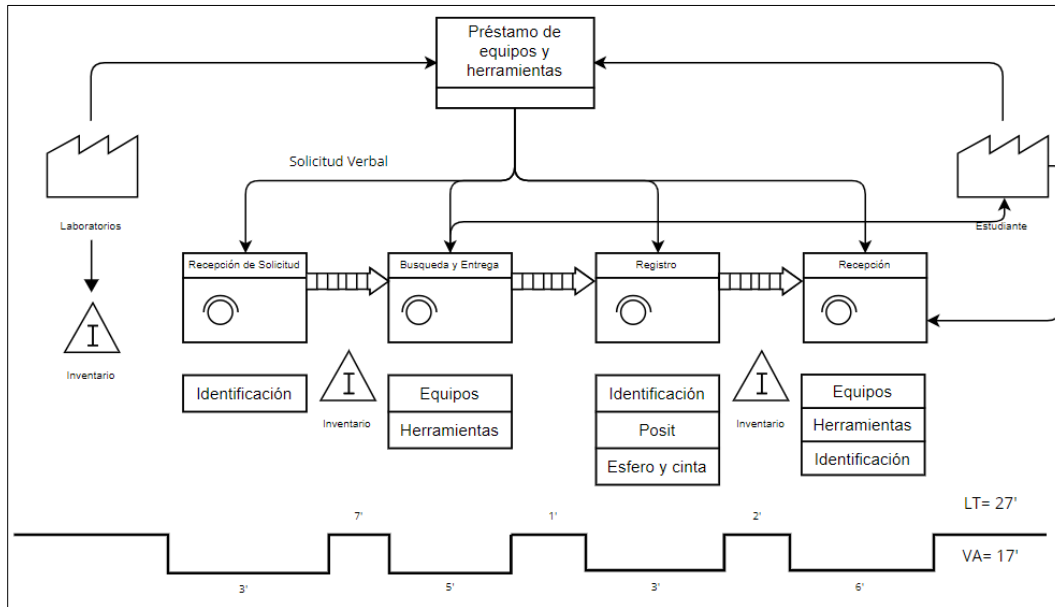 Préstamo de
equipos y
herramientas
Solicitud Verbal
Laboratorios
Estudiante
Recepción de Solicitud
Busqueda y Entrega
Registro
Recepción
I
Inventario
Identificación
I
Inventario
Equipos
Herramientas
Identificación
Posit
Esfero y cinta
I
Inventario
Equipos
Herramientas
Identificación
LT= 27'
7'
1'
2'
VA= 17'
3'
5'
3'
6'